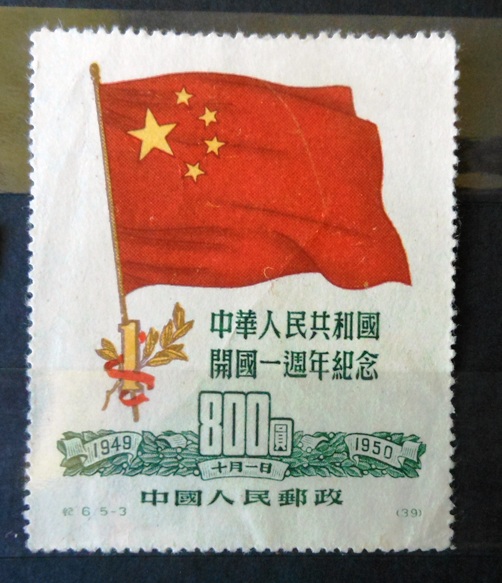 中華人民共和國
開國一週年紀念
800圓
1949 十月一日 1950
中國人民郵政
紀 6. 5-3 (39)